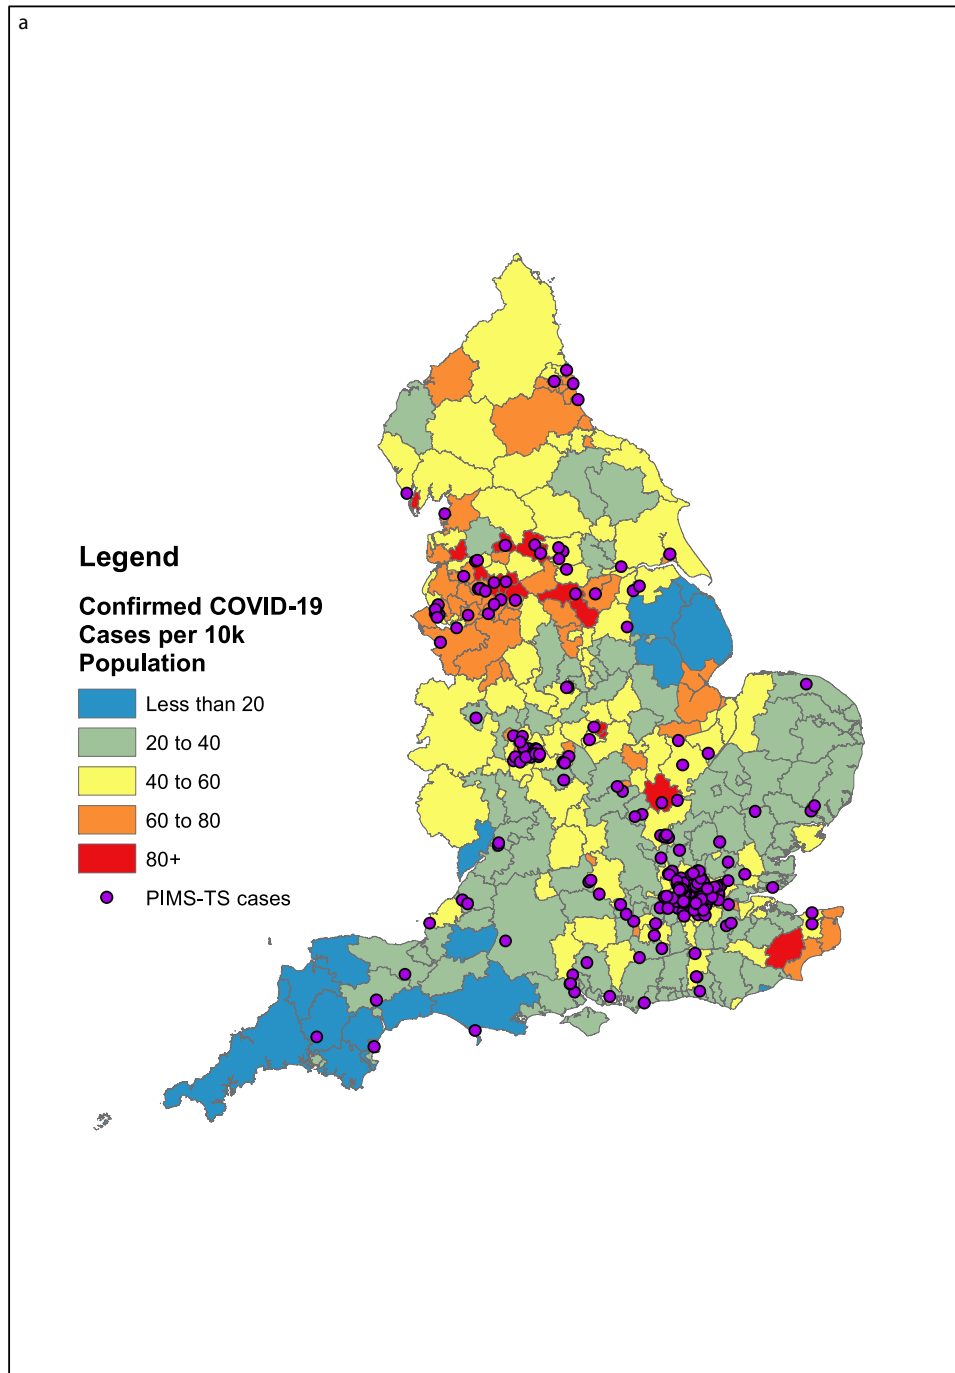 a
Legend
Confirmed COVID-19
Cases per 10k
Population
Less than 20
20 to 40
40 to 60
60 to 80
80+
PIMS-TS cases